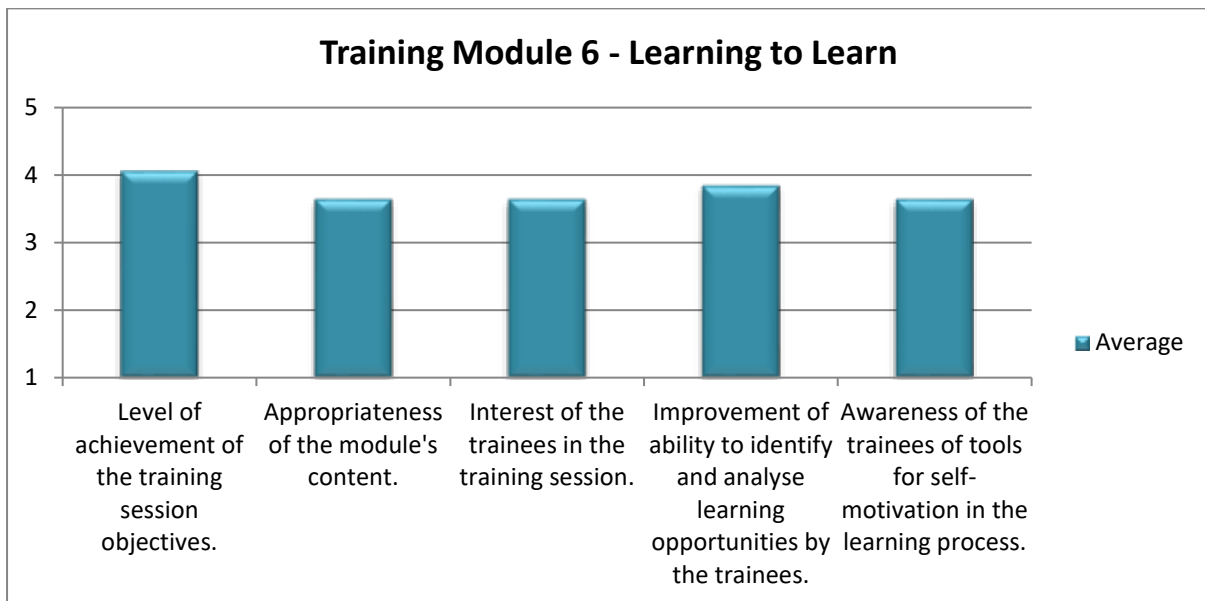 Training Module 6 - Learning to Learn
5
4
3
2
1
Average
Level of
achievement of
the training
session
objectives.
Appropriateness
of the module's
content.
Interest of the
trainees in the
training session.
Improvement of
ability to identify
and analyse
learning
opportunities by
the trainees.
Awareness of the
trainees of tools
for self-
motivation in the
learning process.